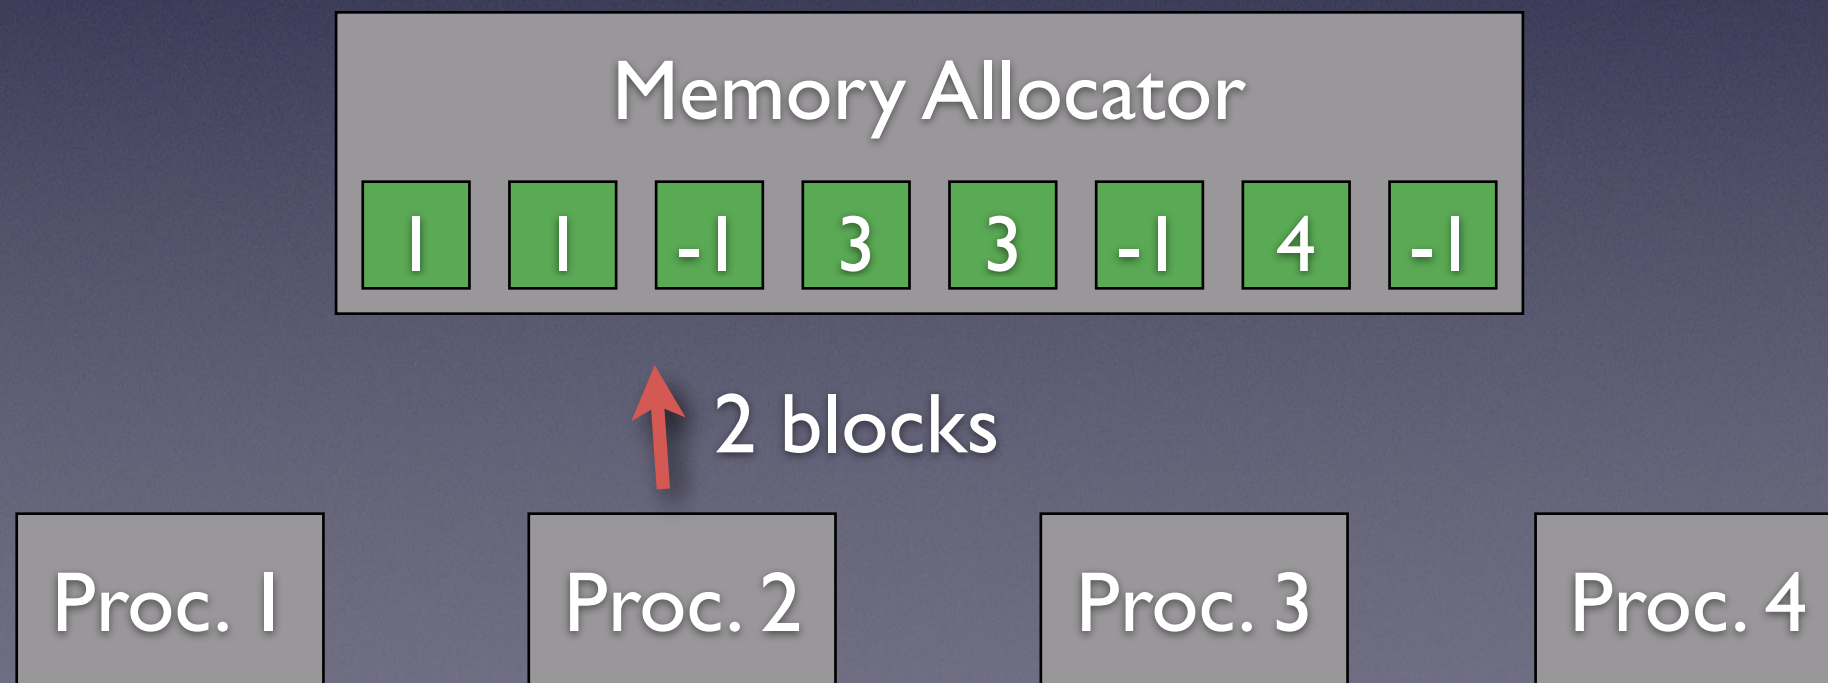 Memory Allocator
1 1 -1 3 3 -1 4 -1
2 blocks
Proc. 1 Proc. 2 Proc. 3 Proc. 4